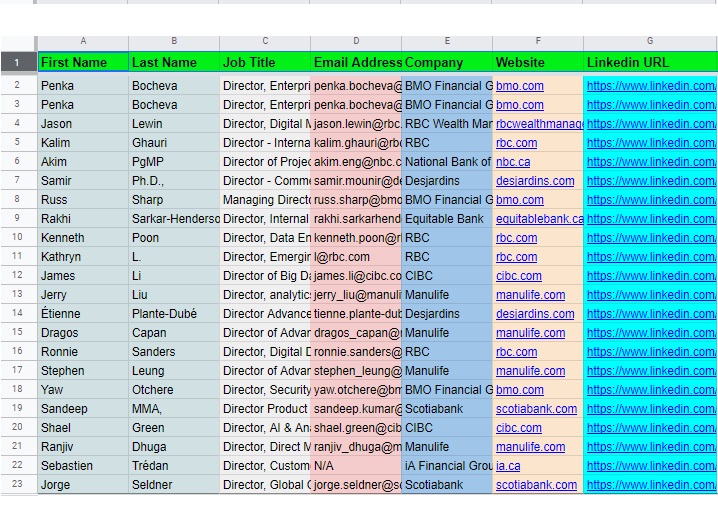 A B C D E F G
1 First Name Last Name Job Title Email Address Company Website Linkedin URL
2 Penka Bocheva Director, Enterpri penka.bocheva@ BMO Financial G bmo.com https://www.linkedin.com/
3 Penka Bocheva Director, Enterpri penka.bocheva@ BMO Financial G bmo.com https://www.linkedin.com/
4 Jason Lewin Director, Digital M jason.lewin@rbc. RBC Wealth Mar rbcwealthmanage https://www.linkedin.com/
5 Kalim Ghauri Director - Interna kalim.ghauri@rbc RBC rbc.com https://www.linkedin.com/
6 Akim PgMP Director of Projec akim.eng@nbc.c National Bank of nbc.ca https://www.linkedin.com/
7 Samir Ph.D., Director - Comme samir.mounir@de Desjardins desjardins.com https://www.linkedin.com/
8 Russ Sharp Managing Directo russ.sharp@bmo BMO Financial G bmo.com https://www.linkedin.com/
9 Rakhi Sarkar-Henderso Director, Internal rakhi.sarkarhend Equitable Bank equitablebank.ca https://www.linkedin.com/
10 Kenneth Poon Director, Data En kenneth.poon@r RBC rbc.com https://www.linkedin.com/
11 Kathryn L. Director, Emergin l@rbc.com RBC rbc.com https://www.linkedin.com/
12 James Li Director of Big Da james.li@cibc.co CIBC cibc.com https://www.linkedin.com/
13 Jerry Liu Director, analytic jerry_liu@manuli Manulife manulife.com https://www.linkedin.com/
14 Étienne Plante-Dubé Director Advance tienne.plante-dub Desjardins desjardins.com https://www.linkedin.com/
15 Dragos Capan Director of Advar dragos_capan@ Manulife manulife.com https://www.linkedin.com/
16 Ronnie Sanders Director, Digital D ronnie.sanders@ RBC rbc.com https://www.linkedin.com/
17 Stephen Leung Director of Advar stephen_leung@ Manulife manulife.com https://www.linkedin.com/
18 Yaw Otchere Director, Security yaw.otchere@bm BMO Financial G bmo.com https://www.linkedin.com/
19 Sandeep MMA, Director Product sandeep.kumar@ Scotiabank scotiabank.com https://www.linkedin.com/
20 Shael Green Director, AI & Ana shael.green@cib CIBC cibc.com https://www.linkedin.com/
21 Ranjiv Dhuga Director, Direct M ranjiv_dhuga@m Manulife manulife.com https://www.linkedin.com/
22 Sebastien Trédan Director, Custom N/A iA Financial Grou ia.ca https://www.linkedin.com/
23 Jorge Seldner Director, Global C jorge.seldner@sc Scotiabank scotiabank.com https://www.linkedin.com/